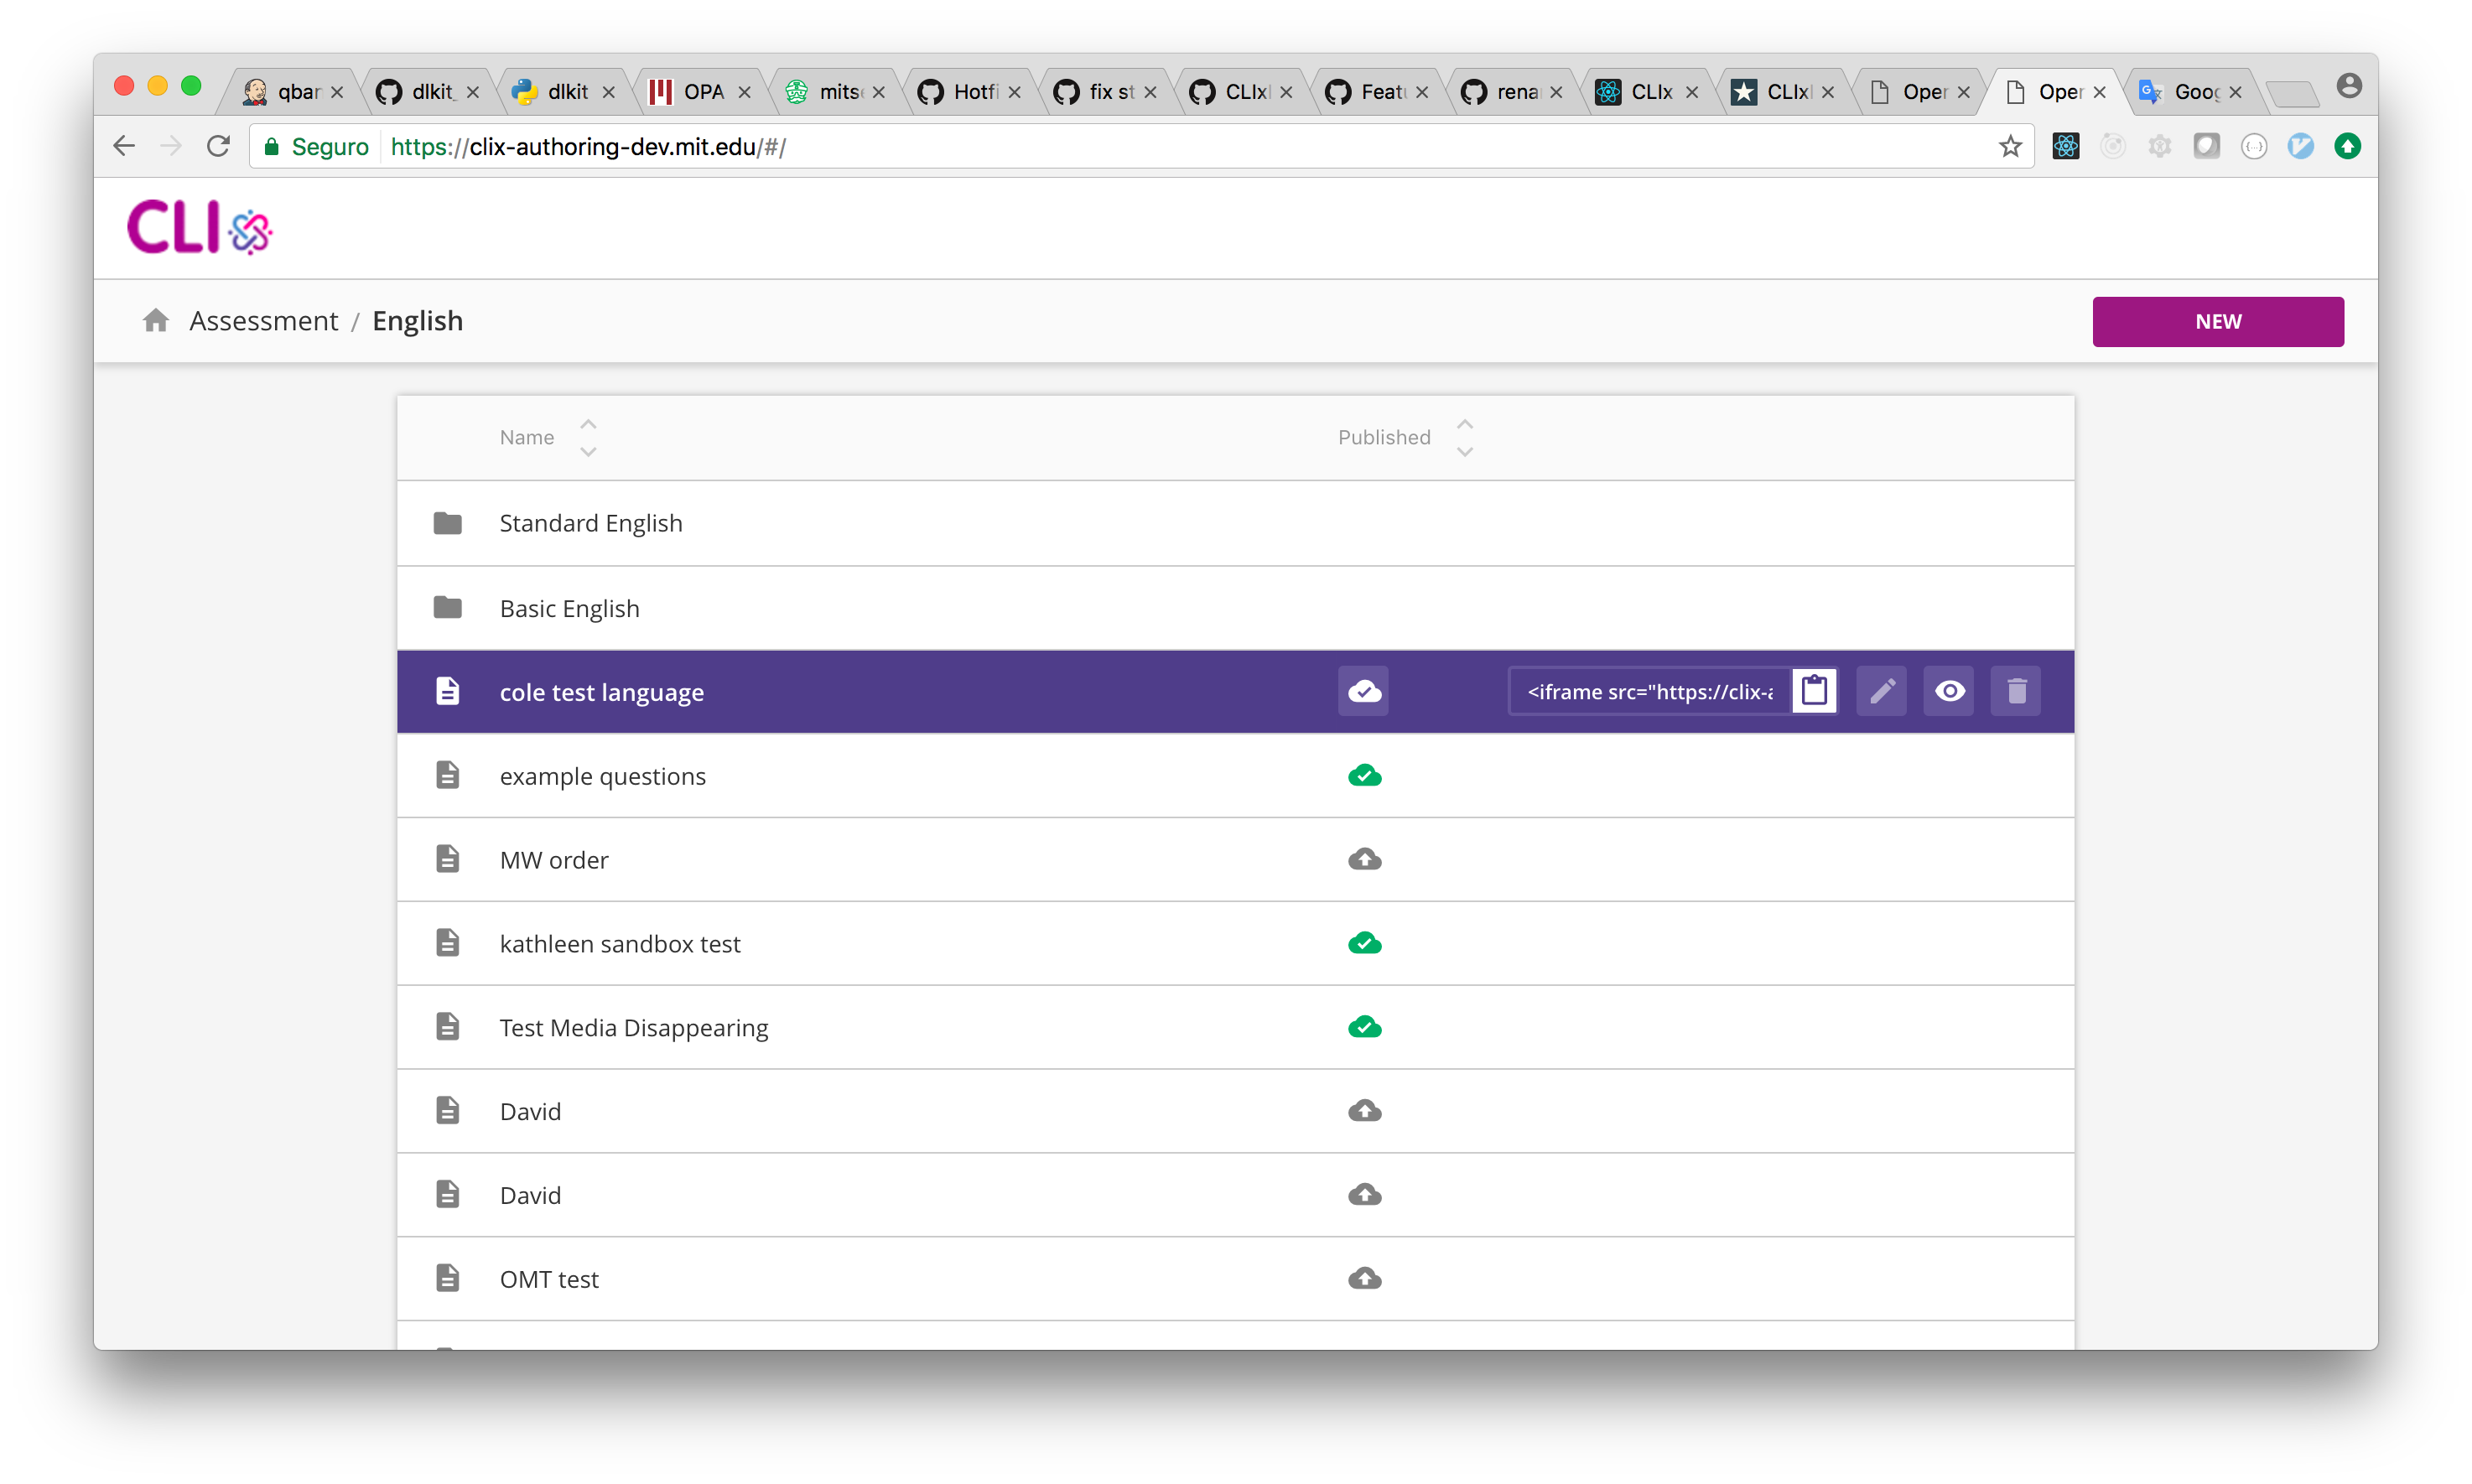 qbar dlkit_ dlkit OPA mits Hotfi fix st CLIx Feat rena CLIx CLIx Oper Oper Goog
Seguro https://clix-authoring-dev.mit.edu/#/
CLI
Assessment / English
NEW
Name Published
Standard English
Basic English
cole test language <iframe src="https://clix-a
example questions
MW order
kathleen sandbox test
Test Media Disappearing
David
David
OMT test